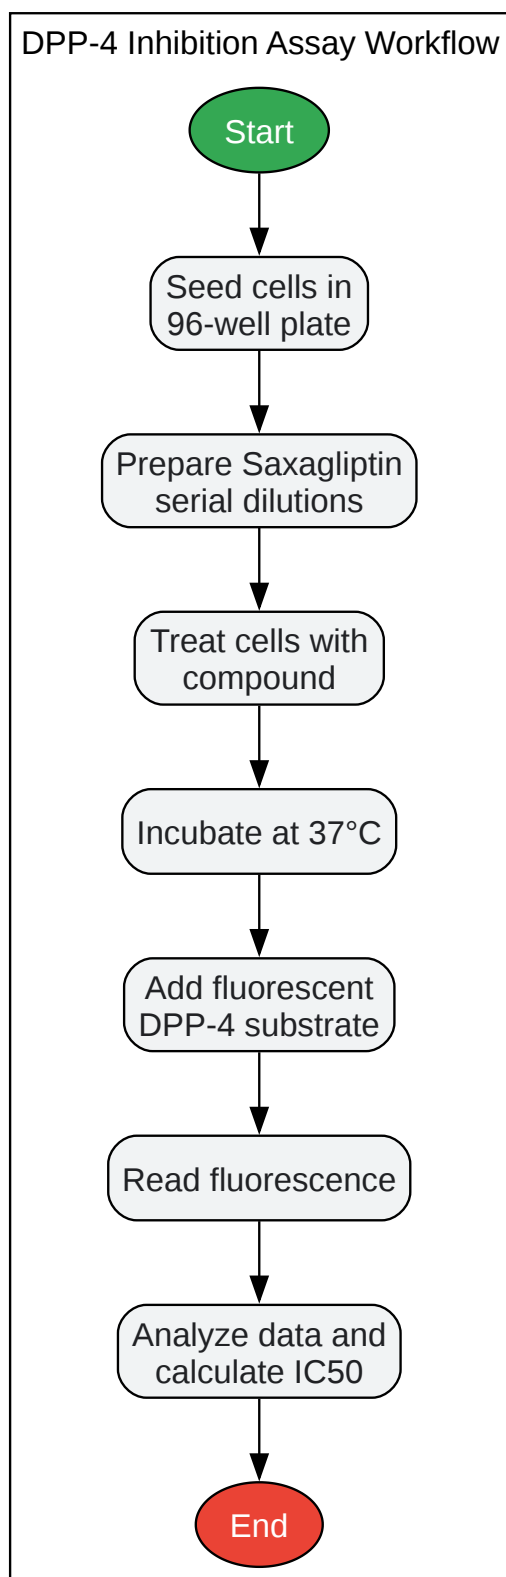 DPP-4 Inhibition Assay Workflow
Start
Seed cells in
96-well plate
Prepare Saxagliptin
serial dilutions
Treat cells with
compound
Incubate at 37°C
Add fluorescent
DPP-4 substrate
Read fluorescence
Analyze data and
calculate IC50
End